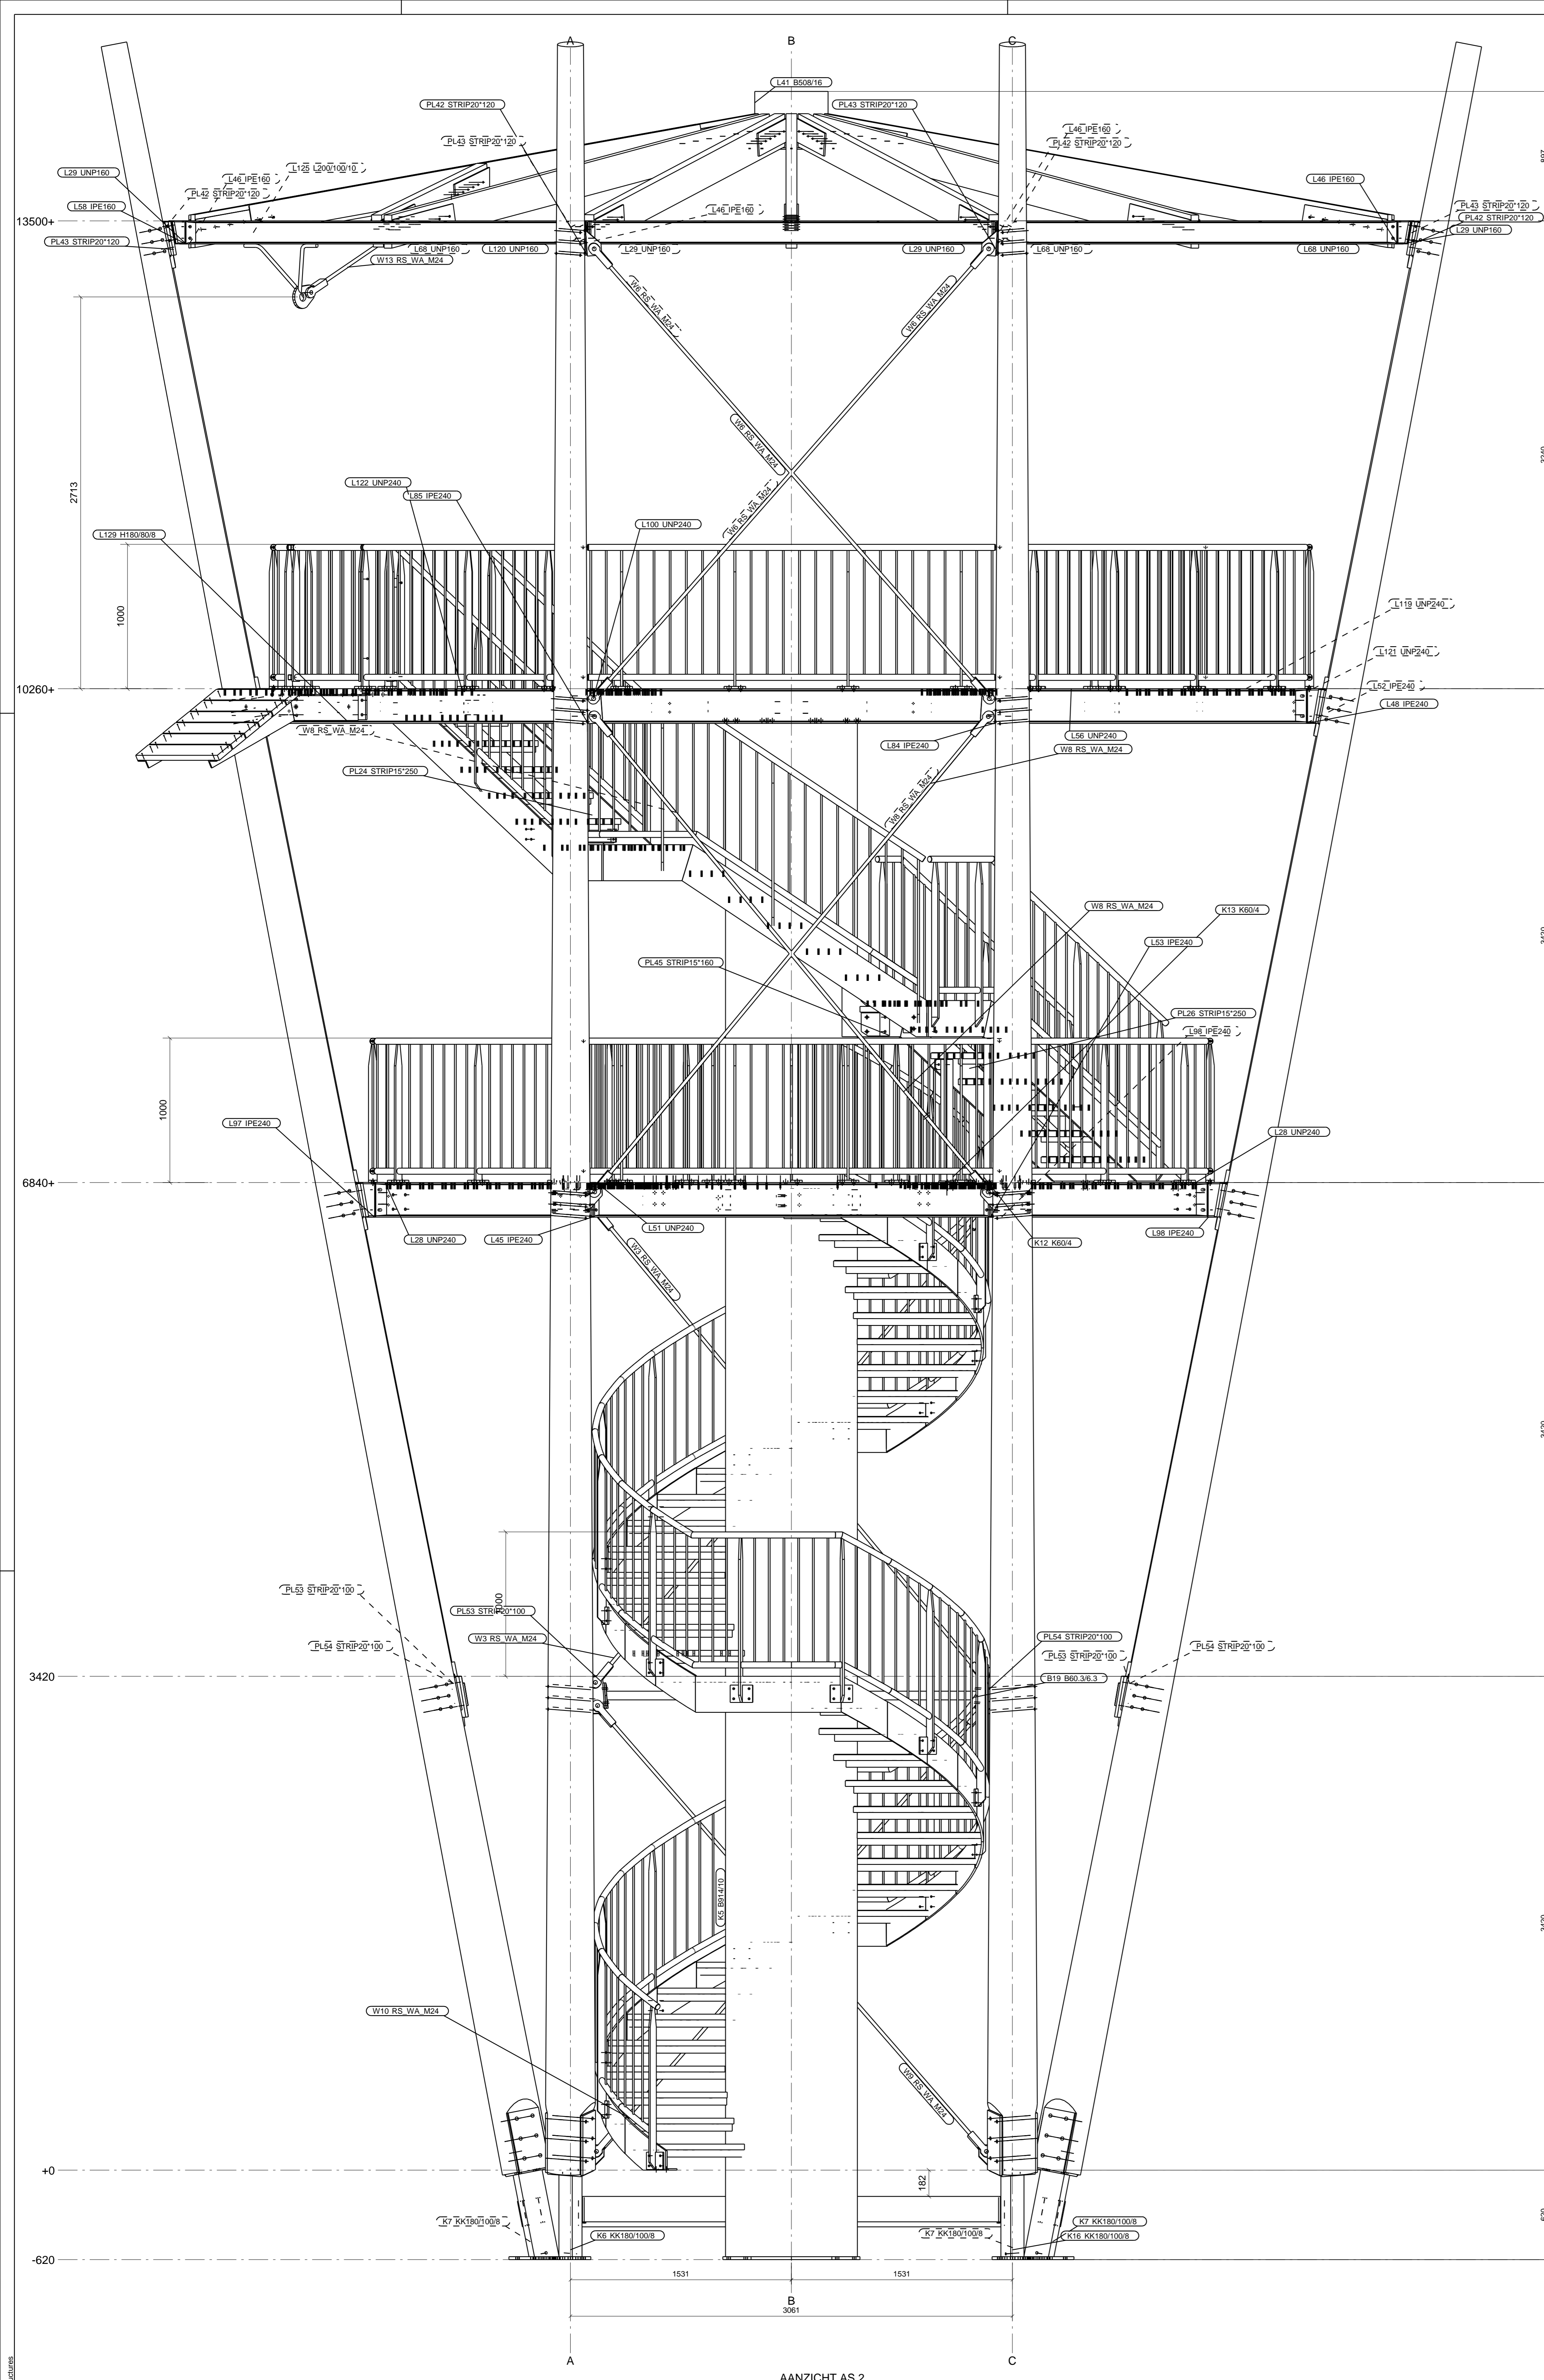 A
B
C
L41 B508/16
PL42 STRIP20*120
PL43 STRIP20*120
PL43 STRIP20*120
L46 IPE160
PL42 STRIP20*120
897
L29 UNP160
L125 L200/100/10
L46 IPE160
PL42 STRIP20*120
L46 IPE160
L58 IPE160
L46 IPE160
PL43 STRIP20*120
PL42 STRIP20*120
13500+
L29 UNP160
PL43 STRIP20*120
L68 UNP160
L120 UNP160
L29 UNP160
L29 UNP160
L68 UNP160
L68 UNP160
W13 RS_WA_M24
W6 RS_WA_M24
W6 RS_WA_M24
2713
W6 RS_WA_M24
W6 RS_WA_M24
3240
L122 UNP240
L85 IPE240
L129 H180/80/8
L100 UNP240
1000
L119 UNP240
L121 UNP240
10260+
L52 IPE240
L48 IPE240
W8 RS_WA_M24
L56 UNP240
L84 IPE240
W8 RS_WA_M24
PL24 STRIP15*250
W8 RS_WA_M24
W8 RS_WA_M24
K13 K60/4
3420
L53 IPE240
PL45 STRIP15*160
PL26 STRIP15*250
L98 IPE240
1000
L97 IPE240
L28 UNP240
6840+
L51 UNP240
L28 UNP240
L45 IPE240
K12 K60/4
L98 IPE240
W3 RS_WA_M24
3420
PL53 STRIP20*100
1000
PL53 STRIP20*100
W3 RS_WA_M24
PL54 STRIP20*100
PL54 STRIP20*100
PL54 STRIP20*100
PL53 STRIP20*100
3420
B19 B60.3/6.3
K5 B914/10
3420
W10 RS_WA_M24
W9 RS_WA_M24
+0
182
620
K7 KK180/100/8
K6 KK180/100/8
K7 KK180/100/8
K7 KK180/100/8
K16 KK180/100/8
-620
1531
1531
B
3061
A
C
AANZICHT AS 2